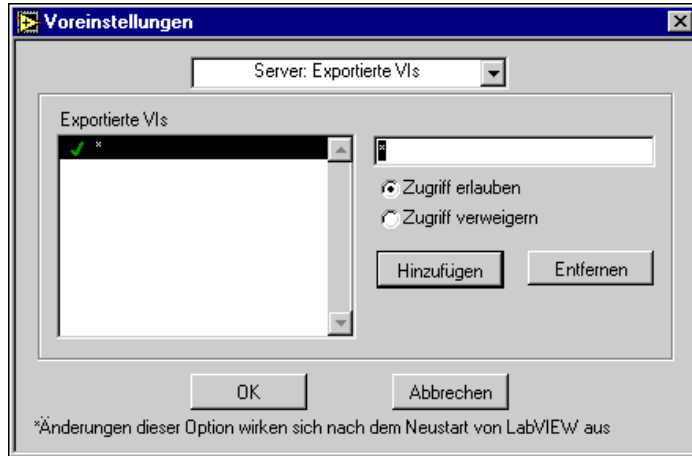 Voreinstellungen
Server: Exportierte VIs
Exportierte VIs
*
*
Zugriff erlauben
Zugriff verweigern
Hinzufügen
Entfernen
OK
Abbrechen
*Änderungen dieser Option wirken sich nach dem Neustart von LabVIEW aus